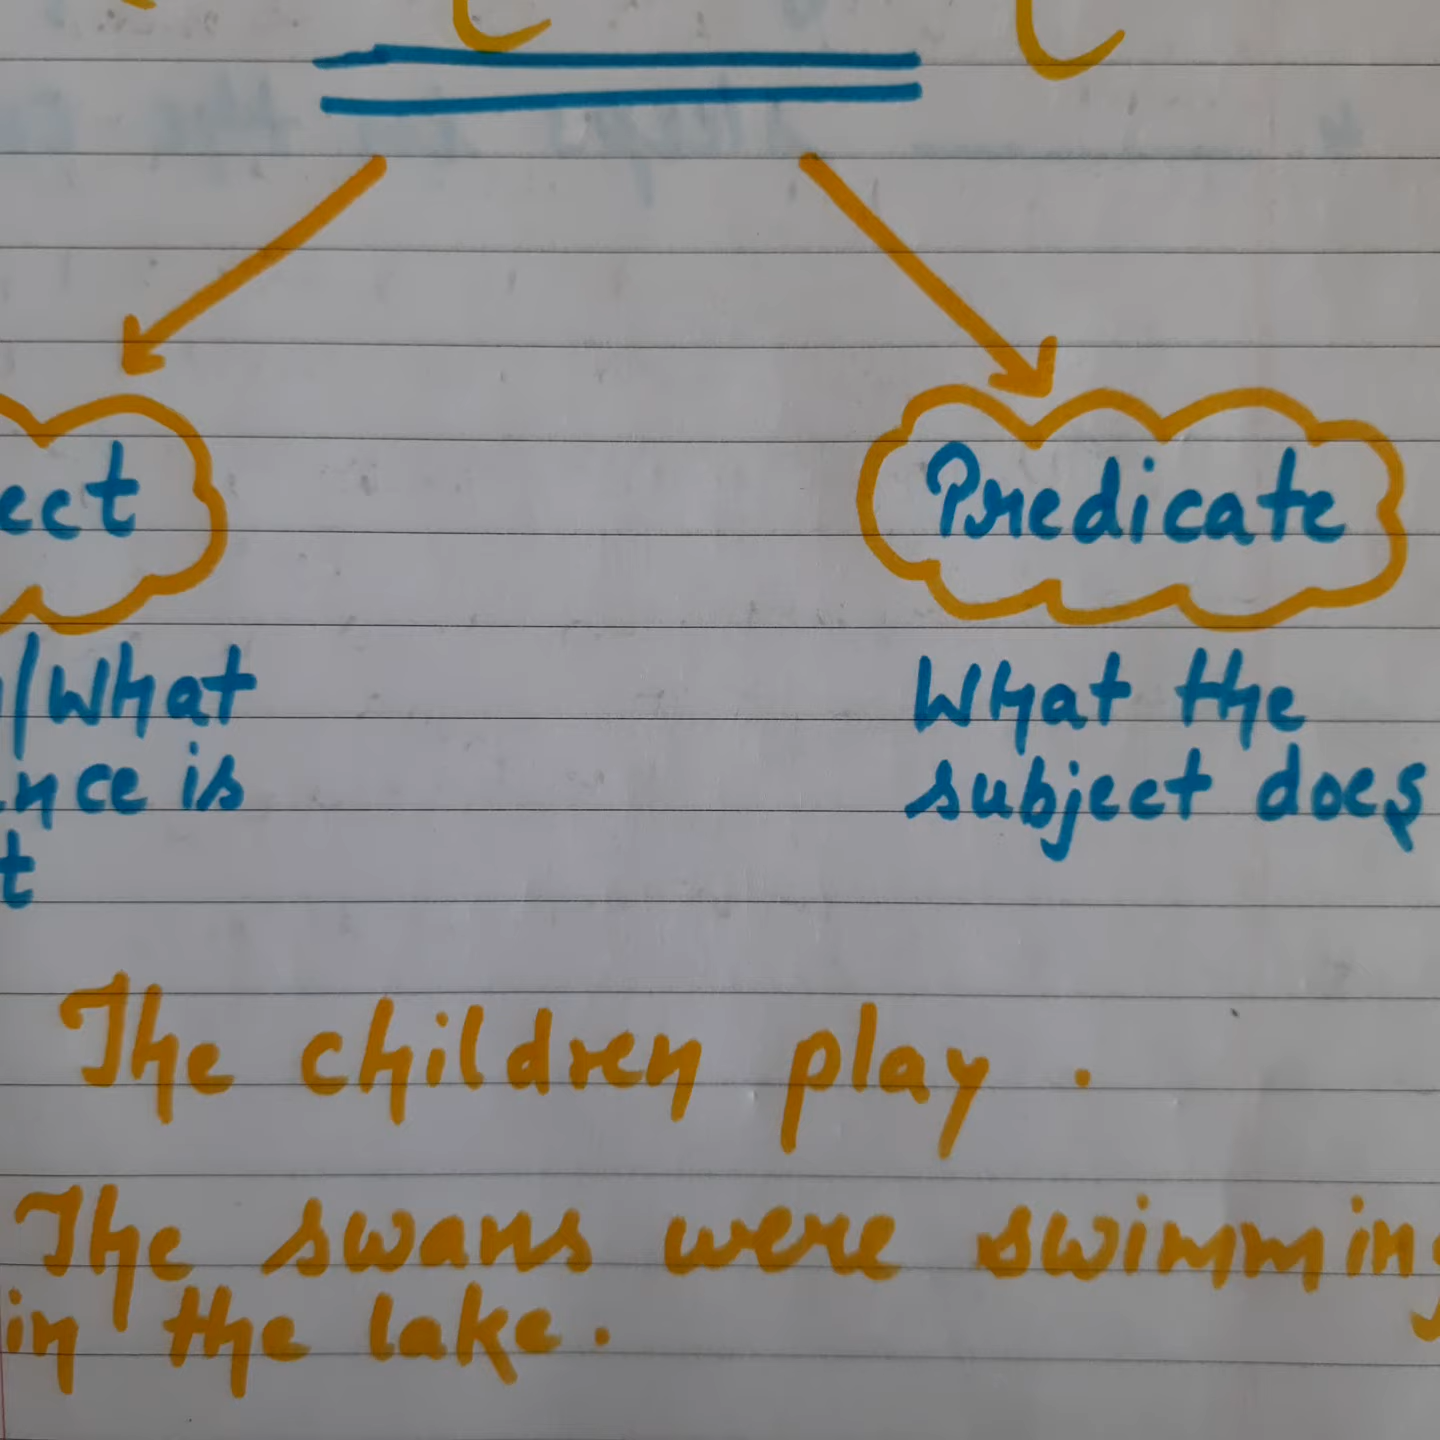 ect
Predicate
/What
nce is
t
What the
subject does
The children play.
The swans were swimming
in the lake.